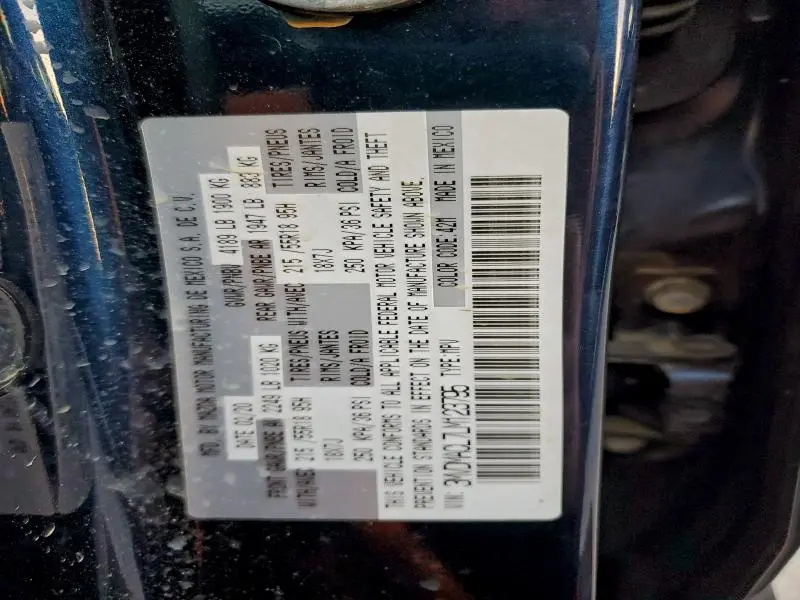 MFD. BY MAZDA MOTOR MANUFACTURING DE MEXICO S.A. DE C.V.
DATE 02/20 GVWR/PNBV 4189 LB 1900 KG
FRONT GAWR/PNBE AV 2249 LB 1020 KG REAR GAWR/PNBE AR 1947 LB 883 KG
WITH/AVEC 215 /55R18 95H TIRES/PNEUS WITH/AVEC 215 /55R18 95H TIRES/PNEUS
18X7J RIMS/JANTES 18X7J RIMS/JANTES
250 KPA/36 PSI COLD/A FROID 250 KPA/36 PSI COLD/A FROID
THIS VEHICLE CONFORMS TO ALL APPLICABLE FEDERAL MOTOR VEHICLE SAFETY AND THEFT
PREVENTION STANDARDS IN EFFECT ON THE DATE OF MANUFACTURE SHOWN ABOVE.
COLOR CODE:42M MADE IN MEXICO
VIN: TYPE:MPV